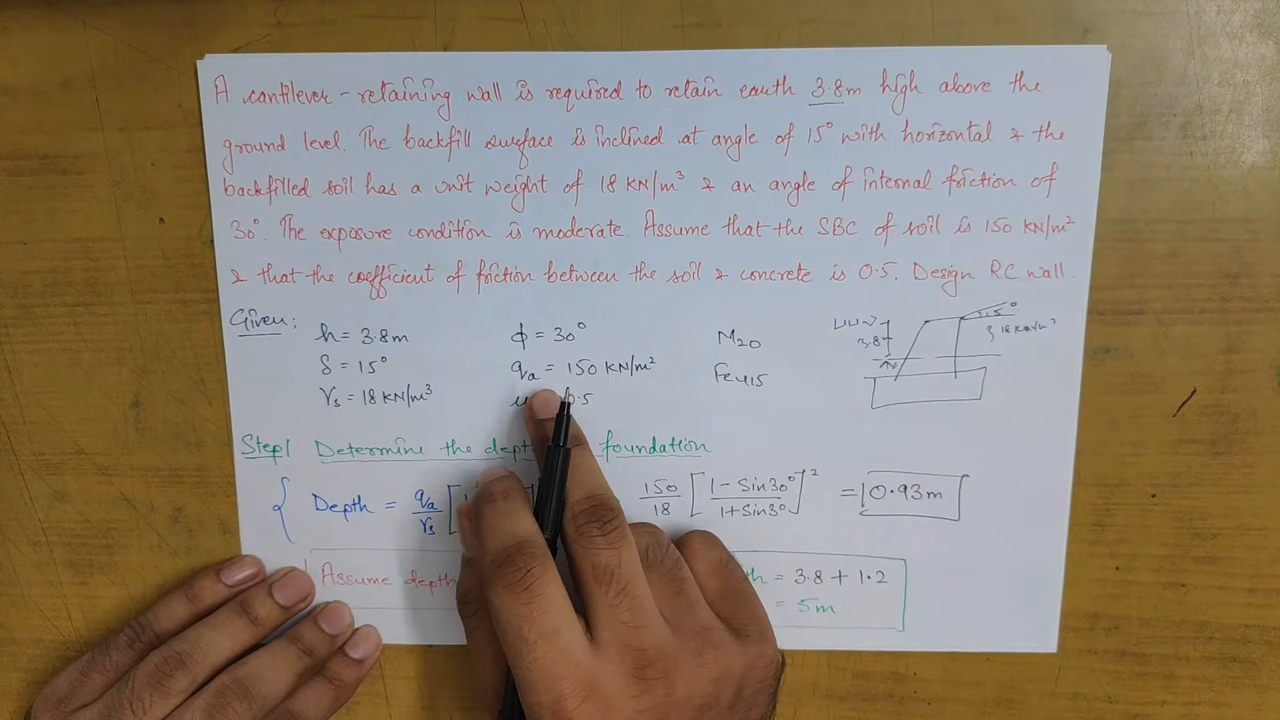 A cantilever - retaining wall is required to retain earth 3.8m high above the
ground level. The backfill surface is inclined at angle of 15° with horizontal & the
backfilled soil has a unit weight of 18 KN/m³ & an angle of internal friction of
30°. The exposure condition is moderate. Assume that the SBC of soil is 150 KN/m²
& that the coefficient of friction between the soil & concrete is 0.5. Design RC wall.
Given:
h = 3.8m
ϕ = 30°
M20
δ = 15°
qa = 150 KN/m²
Fe415
γs = 18 KN/m³
3.8
15°
Step1 Determine the foundation
Depth = qa/γs [ 150/18 [1 - Sin30° / 1 + Sin30]² = 0.93m
Assume depth = 3.8 + 1.2
= 5m